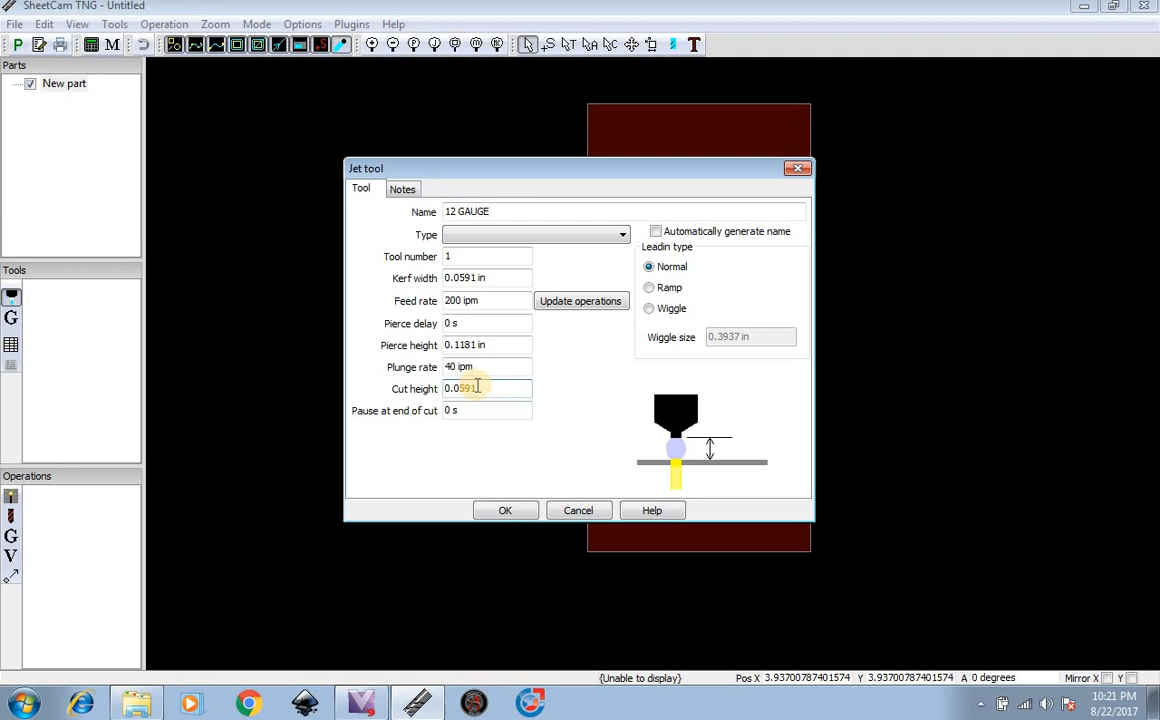 SheetCam TNG - Untitled
File Edit View Tools Operation Mode Options Zoom Plugins Help
P M P J S T A C T
Parts
New part
Tools
G
Operations
G
V
Jet tool
Tool Notes
Name 12 GAUGE
Type
Automatically generate name
Tool number 1
Kerf width 0.0591 in
Feed rate 200 ipm Update operations
Pierce delay 0 s
Pierce height 0.1181 in
Plunge rate 40 ipm
Cut height 0.0591
Pause at end of cut 0 s
Leadin type
Normal
Ramp
Wiggle
Wiggle size 0.3937 in
OK Cancel Help
{Unable to display} Pos X 3.93700787401574 Y 3.93700787401574 A 0 degrees Mirror X Y
10:21 PM
8/22/2017